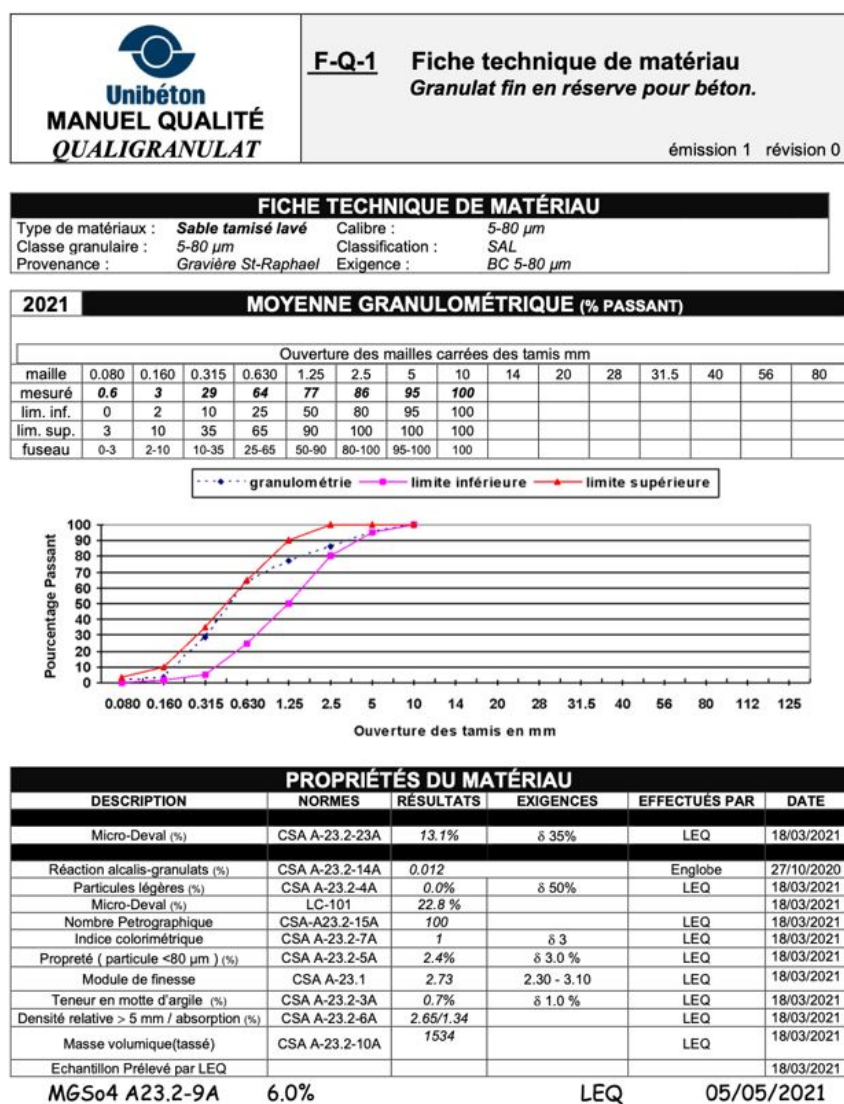 Unibéton
MANUEL QUALITÉ
QUALIGRANULAT
F-Q-1 Fiche technique de matériau
Granulat fin en réserve pour béton.
émission 1 révision 0
FICHE TECHNIQUE DE MATÉRIAU
Type de matériaux : Sable tamisé lavé Calibre : 5-80 µm
Classe granulaire : 5-80 µm Classification : SAL
Provenance : Gravière St-Raphael Exigence : BC 5-80 µm
2021 MOYENNE GRANULOMÉTRIQUE (% PASSANT)
Ouverture des mailles carrées des tamis mm
maille 0.080 0.160 0.315 0.630 1.25 2.5 5 10 14 20 28 31.5 40 56 80
mesuré 0.6 3 29 64 77 86 95 100
lim. inf. 0 2 10 25 50 80 95 100
lim. sup. 3 10 35 65 90 100 100 100
fuseau 0-3 2-10 10-35 25-65 50-90 80-100 95-100 100
granulométrie limite inférieure limite supérieure
Pourcentage Passant
100
90
80
70
60
50
40
30
20
10
0
0.080 0.160 0.315 0.630 1.25 2.5 5 10 14 20 28 31.5 40 56 80 112 125
Ouverture des tamis en mm
PROPRIÉTÉS DU MATÉRIAU
DESCRIPTION NORMES RÉSULTATS EXIGENCES EFFECTUÉS PAR DATE
Micro-Deval (%) CSA A-23.2-23A 13.1% δ 35% LEQ 18/03/2021
Réaction alcalis-granulats (%) CSA A-23.2-14A 0.012 Englobe 27/10/2020
Particules légères (%) CSA A-23.2-4A 0.0% δ 50% LEQ 18/03/2021
Micro-Deval (%) LC-101 22.8 % 18/03/2021
Nombre Petrographique CSA-A23.2-15A 100 LEQ 18/03/2021
Indice colorimétrique CSA A-23.2-7A 1 δ 3 LEQ 18/03/2021
Propreté ( particule <80 µm ) (%) CSA A-23.2-5A 2.4% δ 3.0 % LEQ 18/03/2021
Module de finesse CSA A-23.1 2.73 2.30 - 3.10 LEQ 18/03/2021
Teneur en motte d'argile (%) CSA A-23.2-3A 0.7% δ 1.0 % LEQ 18/03/2021
Densité relative > 5 mm / absorption (%) CSA A-23.2-6A 2.65/1.34 LEQ 18/03/2021
Masse volumique(tassé) CSA A-23.2-10A 1534 LEQ 18/03/2021
Echantillon Prélevé par LEQ 18/03/2021
MGSo4 A23.2-9A 6.0% LEQ 05/05/2021